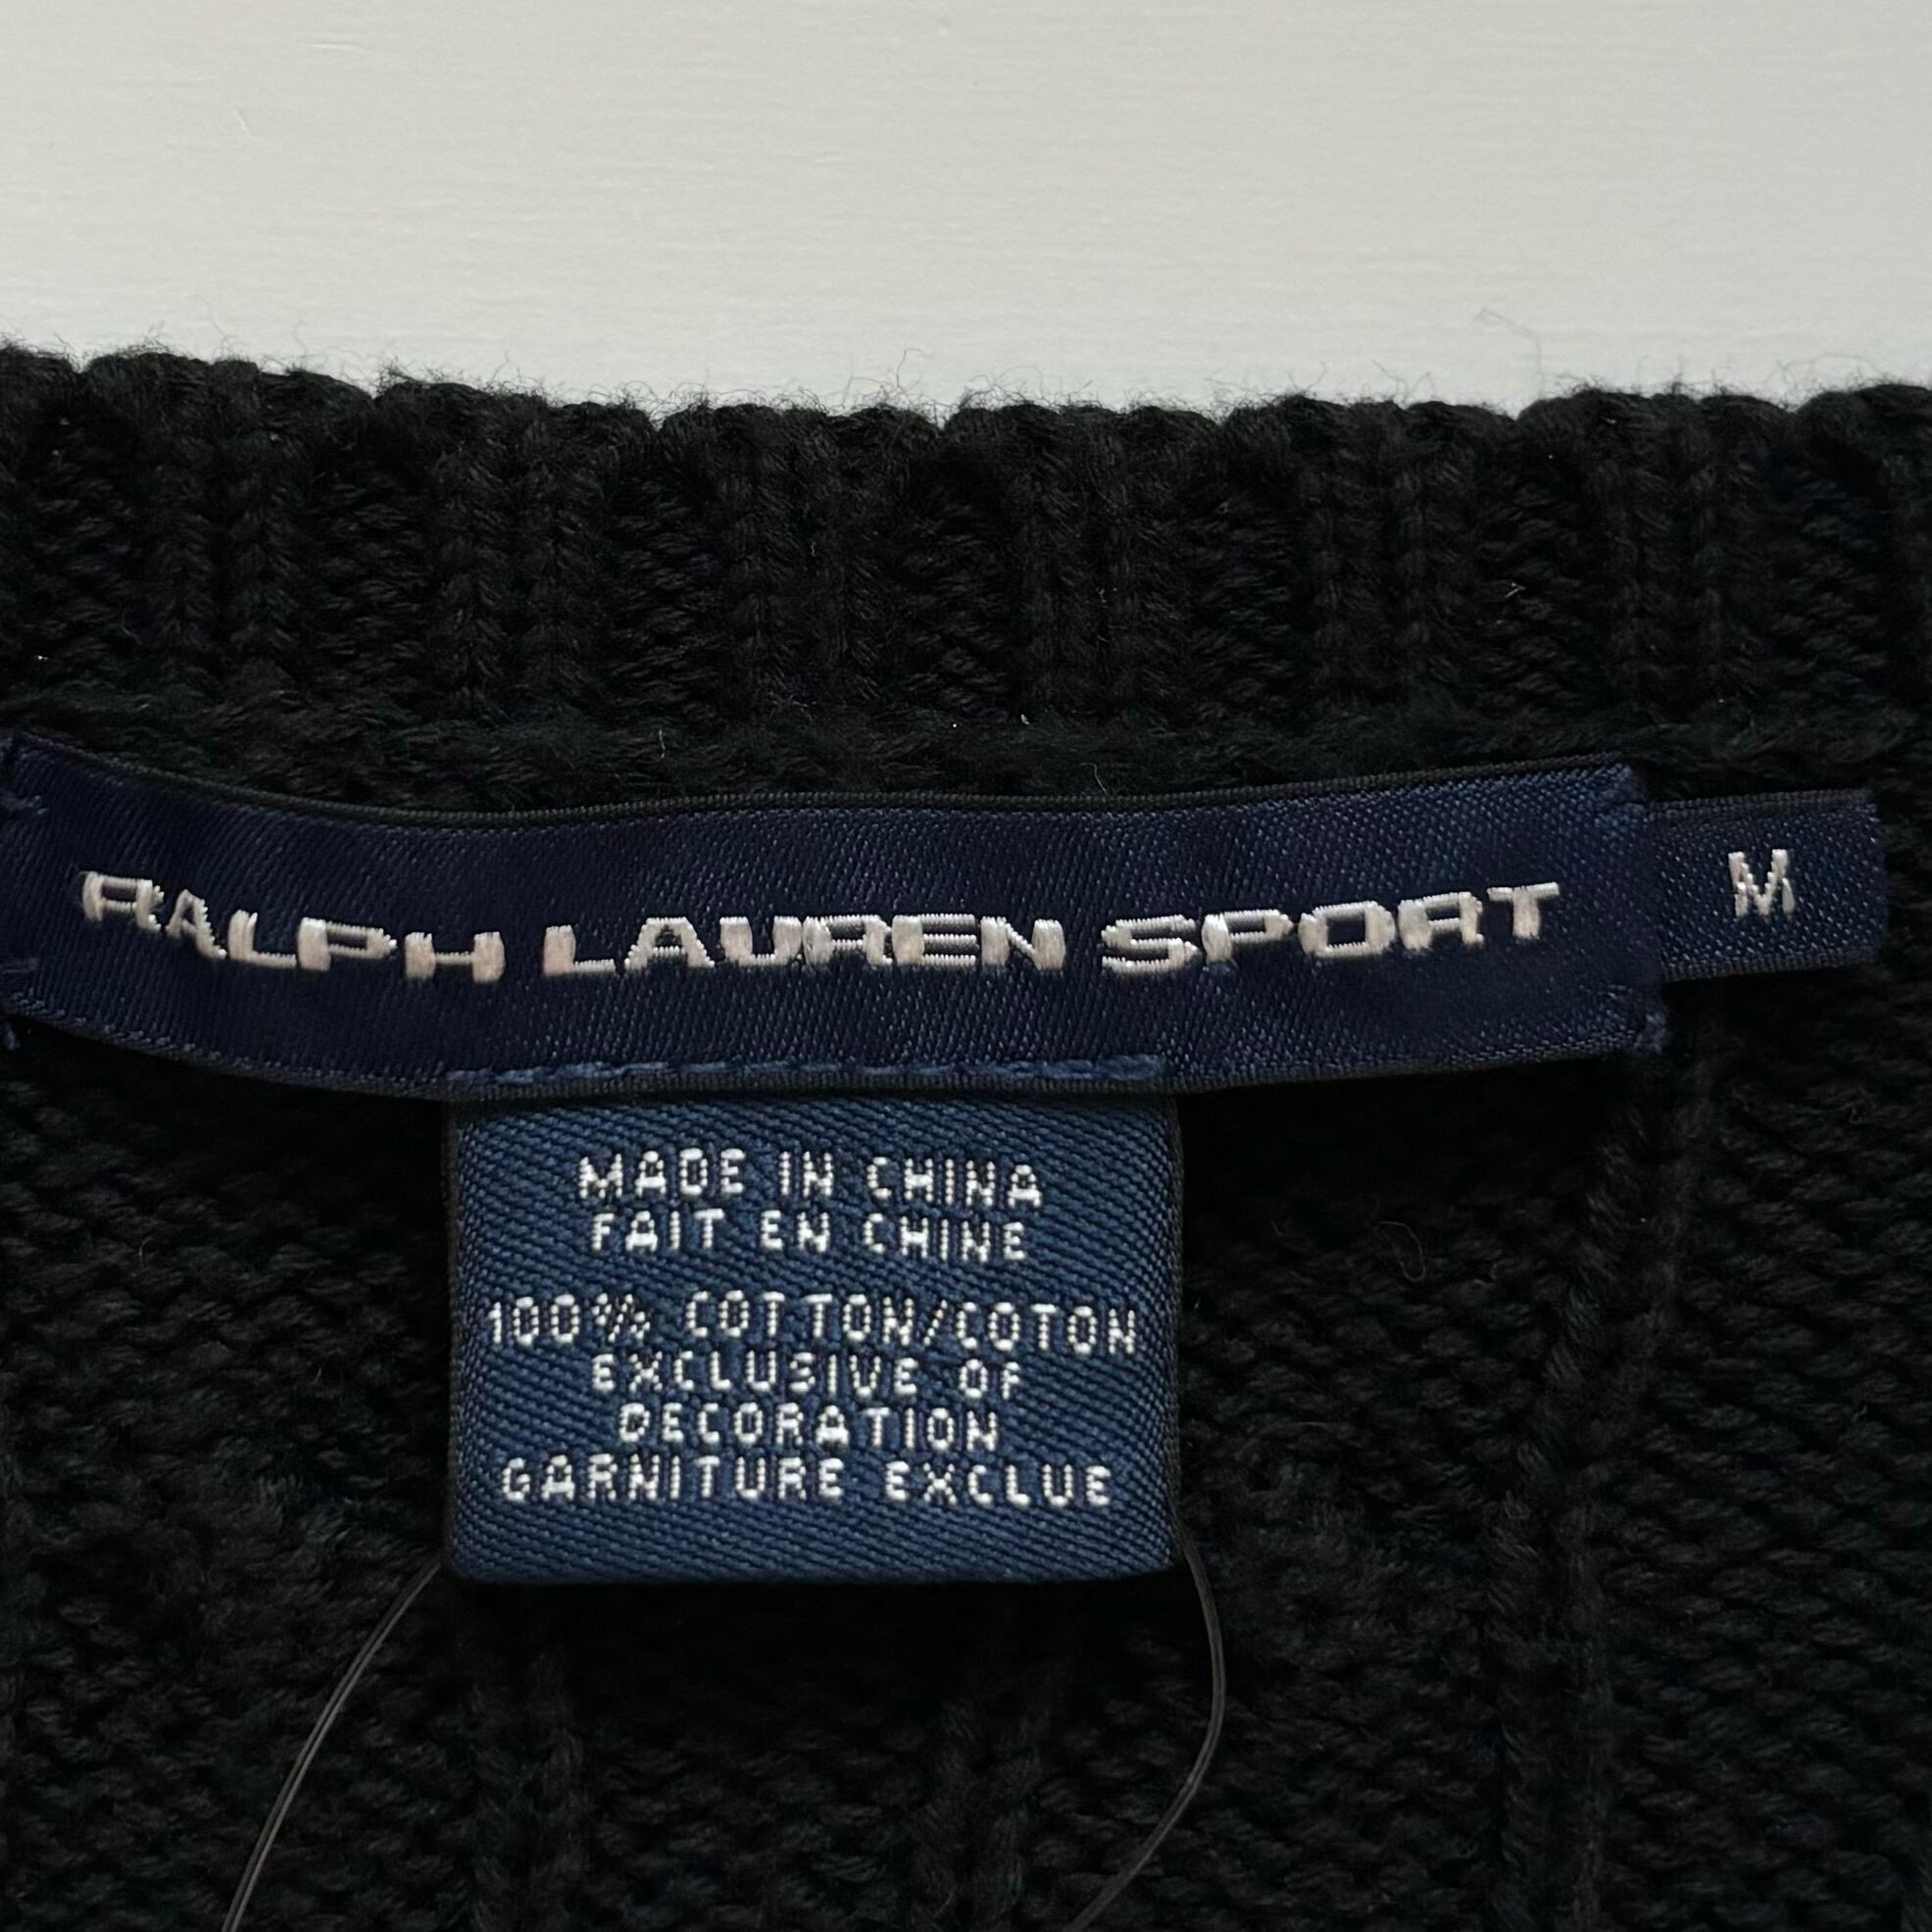 RALPH LAUREN SPORT M
MADE IN CHINA
FAIT EN CHINE
100% COTTON/COTON
EXCLUSIVE OF
DECORATION
GARNITURE EXCLUE